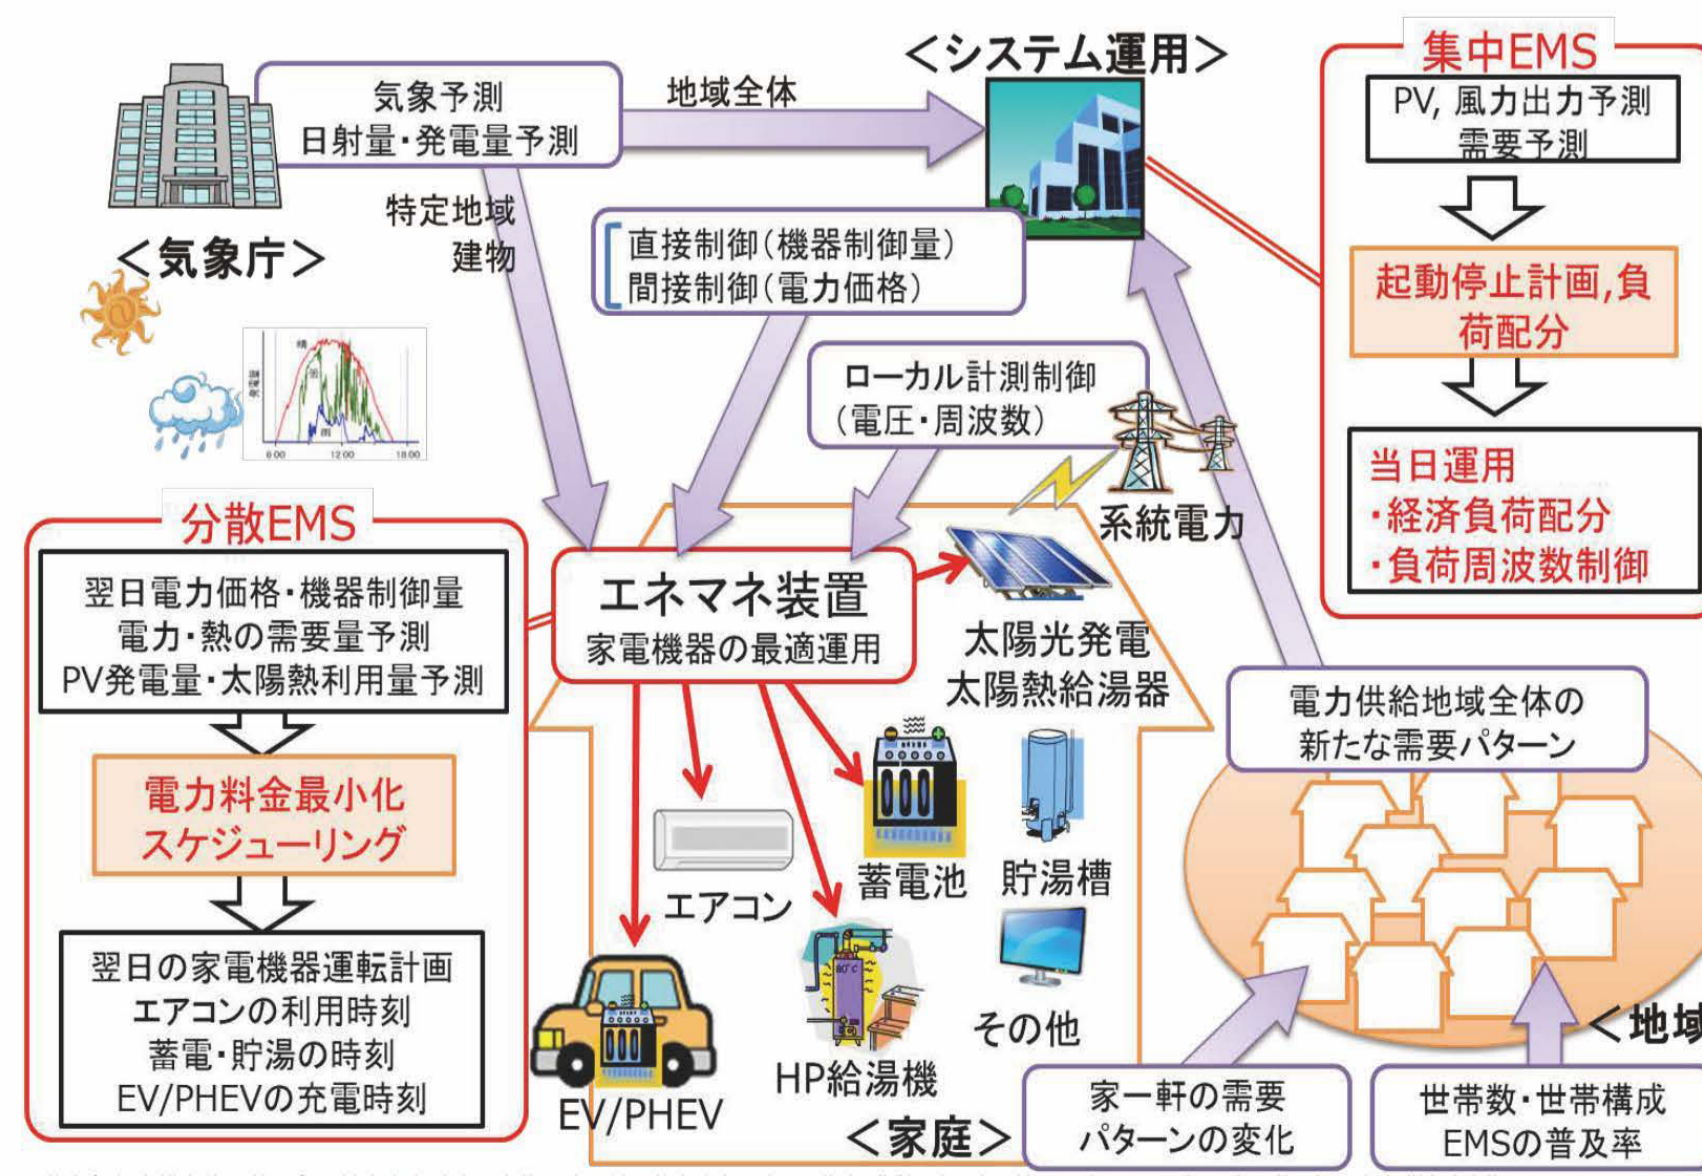 ＜システム運用＞
集中EMS
気象予測
日射量・発電量予測
地域全体
PV, 風力出力予測
需要予測
特定地域
建物
＜気象庁＞
直接制御（機器制御量）
間接制御（電力価格）
起動停止計画,負
荷配分
ローカル計測制御
（電圧・周波数）
晴
曇
雨
発電量
6:00
12:00
18:00
当日運用
・経済負荷配分
・負荷周波数制御
系統電力
分散EMS
翌日電力価格・機器制御量
電力・熱の需要量予測
PV発電量・太陽熱利用量予測
エネマネ装置
家電機器の最適運用
太陽光発電
太陽熱給湯器
電力供給地域全体の
新たな需要パターン
電力料金最小化
スケジューリング
エアコン
蓄電池
貯湯槽
翌日の家電機器運転計画
エアコンの利用時刻
蓄電・貯湯の時刻
EV/PHEVの充電時刻
80℃
その他
HP給湯機
EV/PHEV
＜家庭＞
＜地域
家一軒の需要
パターンの変化
世帯数・世帯構成
EMSの普及率